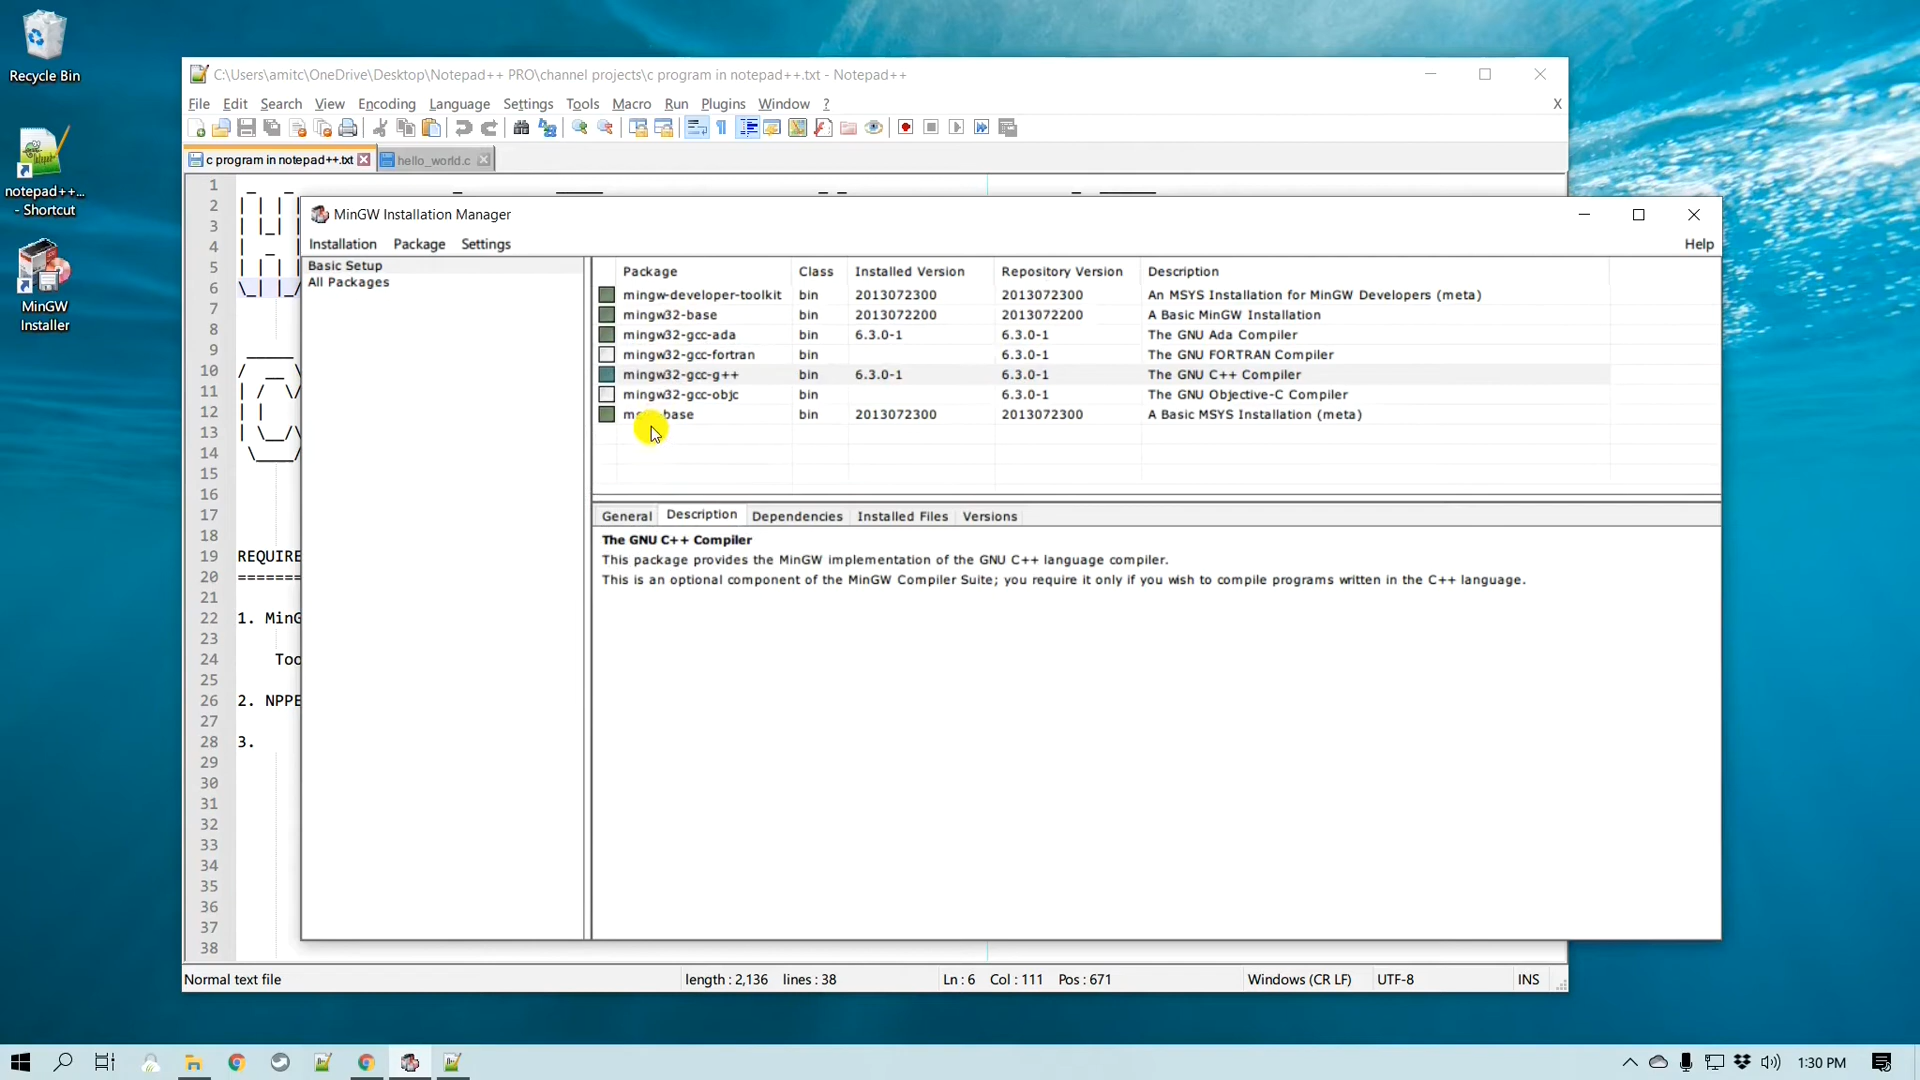 Recycle Bin
notepad++...
- Shortcut
MinGW
Installer
C:\Users\amitc\OneDrive\Desktop\Notepad++ PRO\channel projects\c program in notepad++.txt - Notepad++
File Edit Search View Encoding Language Settings Tools Macro Run Plugins Window ? X
c program in notepad++.txt hello_world.c
1
2
3
4
5
6
7
8
9
10
11
12
13
14
15
16
17
18
19 REQUIRE
20 =======
21
22 1. MinG
23
24 Too
25
26 2. NPPE
27
28 3.
29
30
31
32
33
34
35
36
37
38
MinGW Installation Manager
Installation Package Settings Help
Basic Setup
All Packages
Package Class Installed Version Repository Version Description
mingw-developer-toolkit bin 2013072300 2013072300 An MSYS Installation for MinGW Developers (meta)
mingw32-base bin 2013072200 2013072200 A Basic MinGW Installation
mingw32-gcc-ada bin 6.3.0-1 6.3.0-1 The GNU Ada Compiler
mingw32-gcc-fortran bin 6.3.0-1 The GNU FORTRAN Compiler
mingw32-gcc-g++ bin 6.3.0-1 6.3.0-1 The GNU C++ Compiler
mingw32-gcc-objc bin 6.3.0-1 The GNU Objective-C Compiler
base bin 2013072300 2013072300 A Basic MSYS Installation (meta)
General Description Dependencies Installed Files Versions
The GNU C++ Compiler
This package provides the MinGW implementation of the GNU C++ language compiler.
This is an optional component of the MinGW Compiler Suite; you require it only if you wish to compile programs written in the C++ language.
Normal text file length : 2,136 lines : 38 Ln : 6 Col : 111 Pos : 671 Windows (CR LF) UTF-8 INS
1:30 PM